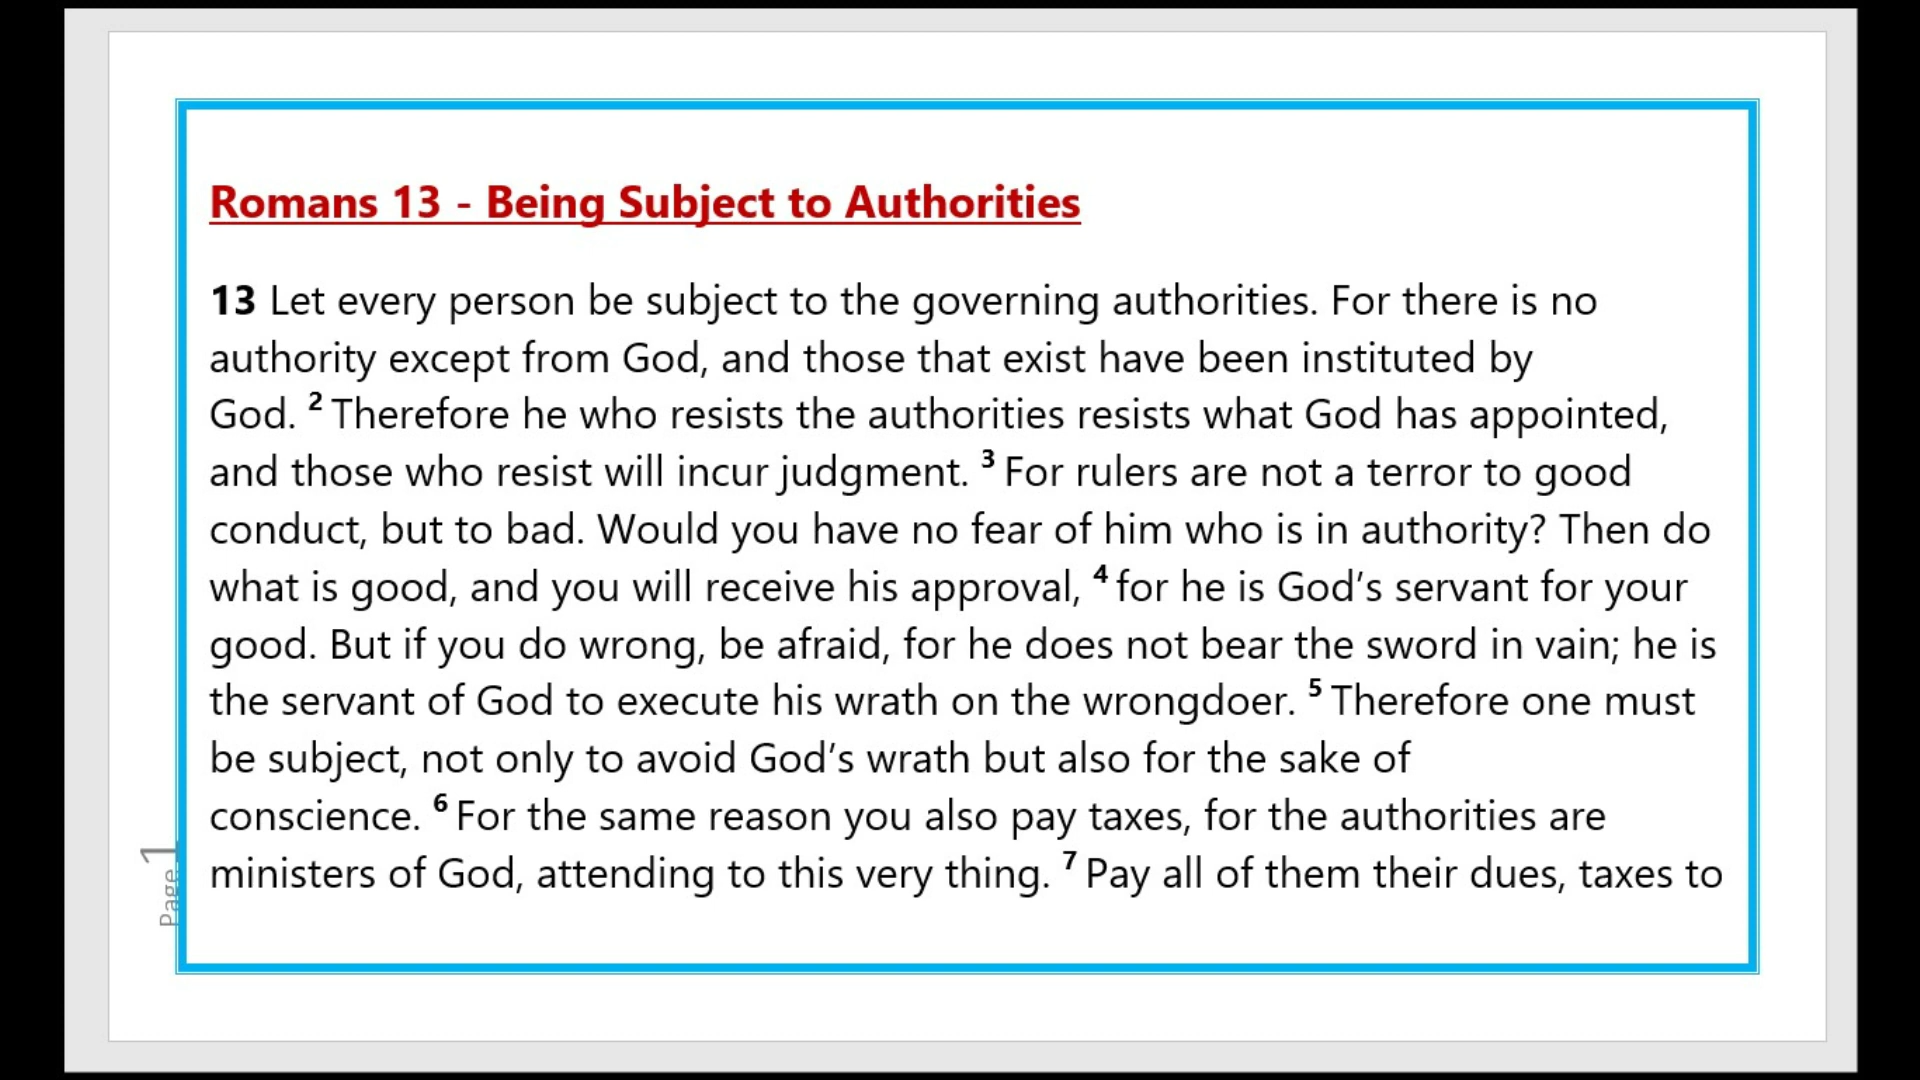 Romans 13 - Being Subject to Authorities
13 Let every person be subject to the governing authorities. For there is no
authority except from God, and those that exist have been instituted by
God. 2 Therefore he who resists the authorities resists what God has appointed,
and those who resist will incur judgment. 3 For rulers are not a terror to good
conduct, but to bad. Would you have no fear of him who is in authority? Then do
what is good, and you will receive his approval, 4 for he is God’s servant for your
good. But if you do wrong, be afraid, for he does not bear the sword in vain; he is
the servant of God to execute his wrath on the wrongdoer. 5 Therefore one must
be subject, not only to avoid God’s wrath but also for the sake of
conscience. 6 For the same reason you also pay taxes, for the authorities are
ministers of God, attending to this very thing. 7 Pay all of them their dues, taxes to
Page 1